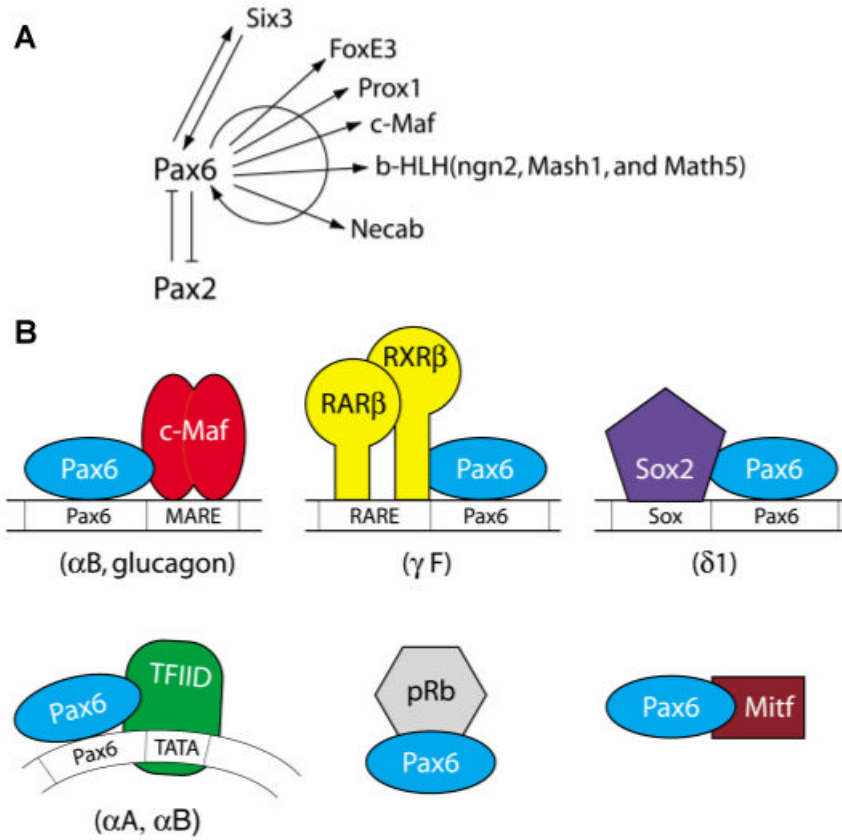 A
Six3
FoxE3
Prox1
c-Maf
Pax6
b-HLH(ngn2, Mash1, and Math5)
Necab
Pax2
B
Pax6
c-Maf
Pax6
MARE
(αB, glucagon)
RXRβ
RARβ
Pax6
RARE
Pax6
(γ F)
Sox2
Pax6
Sox
Pax6
(δ1)
Pax6
TFIID
Pax6
TATA
(αA, αB)
pRb
Pax6
Pax6
Mitf